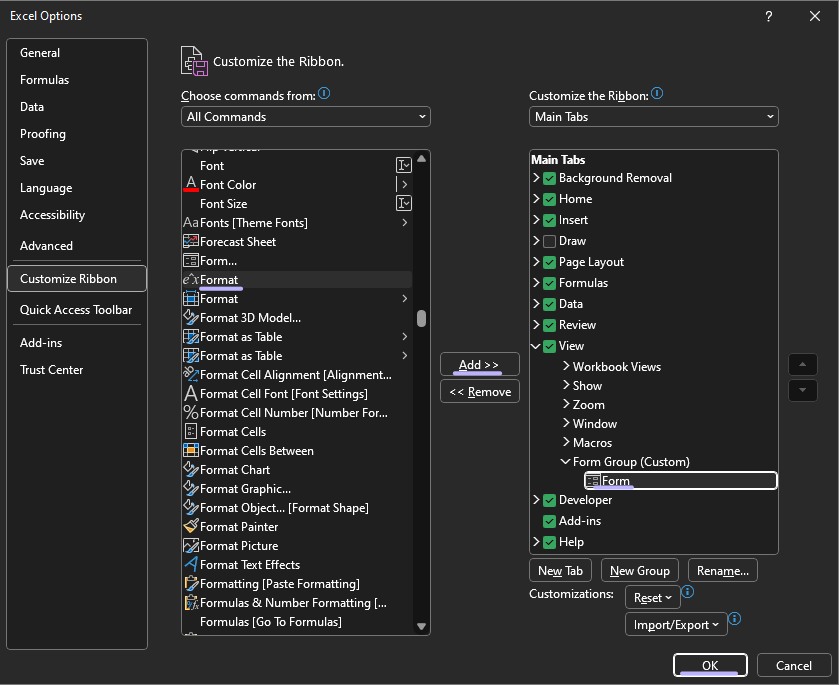 Excel Options
?
General
Formulas
Data
Proofing
Save
Language
Accessibility
Advanced
Customize Ribbon
Quick Access Toolbar
Add-ins
Trust Center
Customize the Ribbon.
Choose commands from:
All Commands
Flip Vertical
Font
Font Color
Font Size
Fonts [Theme Fonts]
Forecast Sheet
Form...
Format
Format
Format 3D Model...
Format as Table
Format as Table
Format Cell Alignment [Alignment...
Format Cell Font [Font Settings]
Format Cell Number [Number For...
Format Cells
Format Cells Between
Format Chart
Format Graphic...
Format Object... [Format Shape]
Format Painter
Format Picture
Format Text Effects
Formatting [Paste Formatting]
Formulas & Number Formatting [...
Formulas [Go To Formulas]
Add >>
<< Remove
Customize the Ribbon:
Main Tabs
Main Tabs
Background Removal
Home
Insert
Draw
Page Layout
Formulas
Data
Review
View
Workbook Views
Show
Zoom
Window
Macros
Form Group (Custom)
Form
Developer
Add-ins
Help
New Tab
New Group
Rename...
Customizations:
Reset
Import/Export
OK
Cancel